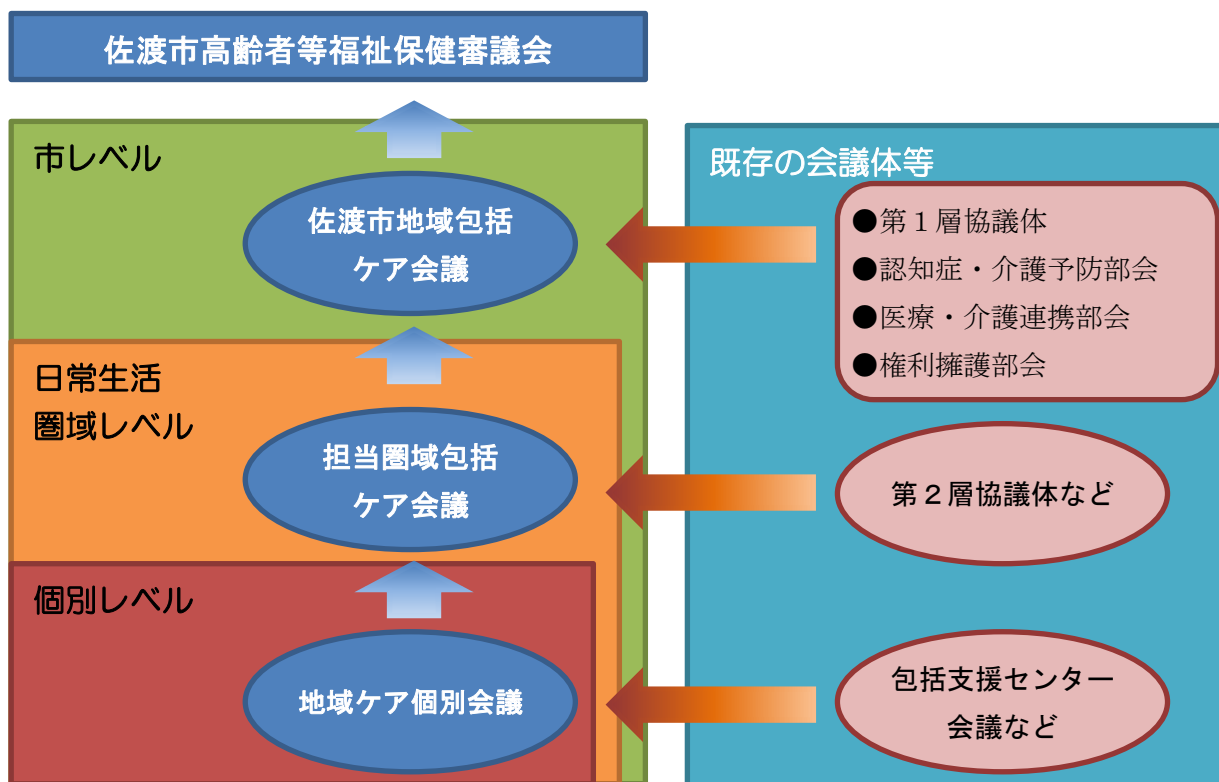 佐渡市高齢者等福祉保健審議会
市レベル
佐渡市地域包括
ケア会議
日常生活
圏域レベル
担当圏域包括
ケア会議
個別レベル
地域ケア個別会議
既存の会議体等
●第１層協議体
●認知症・介護予防部会
●医療・介護連携部会
●権利擁護部会
第２層協議体など
包括支援センター
会議など